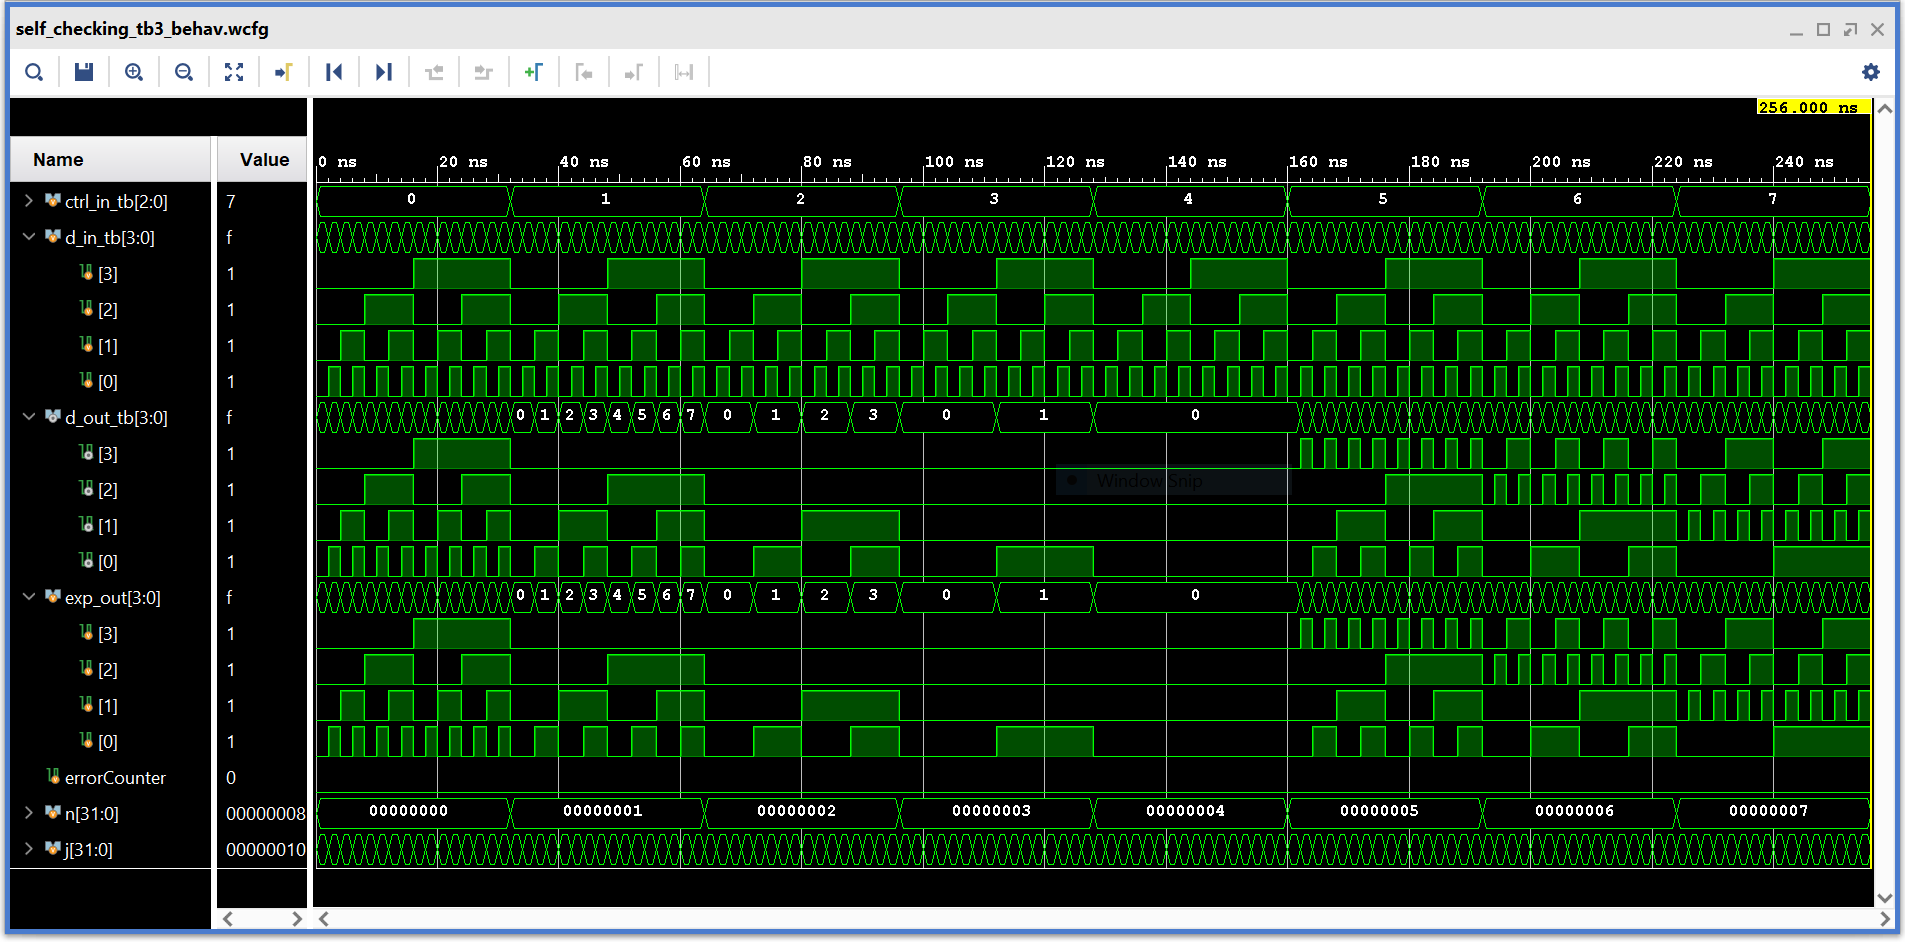 self_checking_tb3_behav.wcfg
256.000 ns
Name Value 0 ns 20 ns 40 ns 60 ns 80 ns 100 ns 120 ns 140 ns 160 ns 180 ns 200 ns 220 ns 240 ns
ctrl_in_tb[2:0] 7 0 1 2 3 4 5 6 7
d_in_tb[3:0] f
[3] 1
[2] 1
[1] 1
[0] 1
d_out_tb[3:0] f 0 1 2 3 4 5 6 7 0 1 2 3 0 1 0
[3] 1
[2] 1 Window Snip
[1] 1
[0] 1
exp_out[3:0] f 0 1 2 3 4 5 6 7 0 1 2 3 0 1 0
[3] 1
[2] 1
[1] 1
[0] 1
errorCounter 0
n[31:0] 00000008 00000000 00000001 00000002 00000003 00000004 00000005 00000006 00000007
j[31:0] 00000010